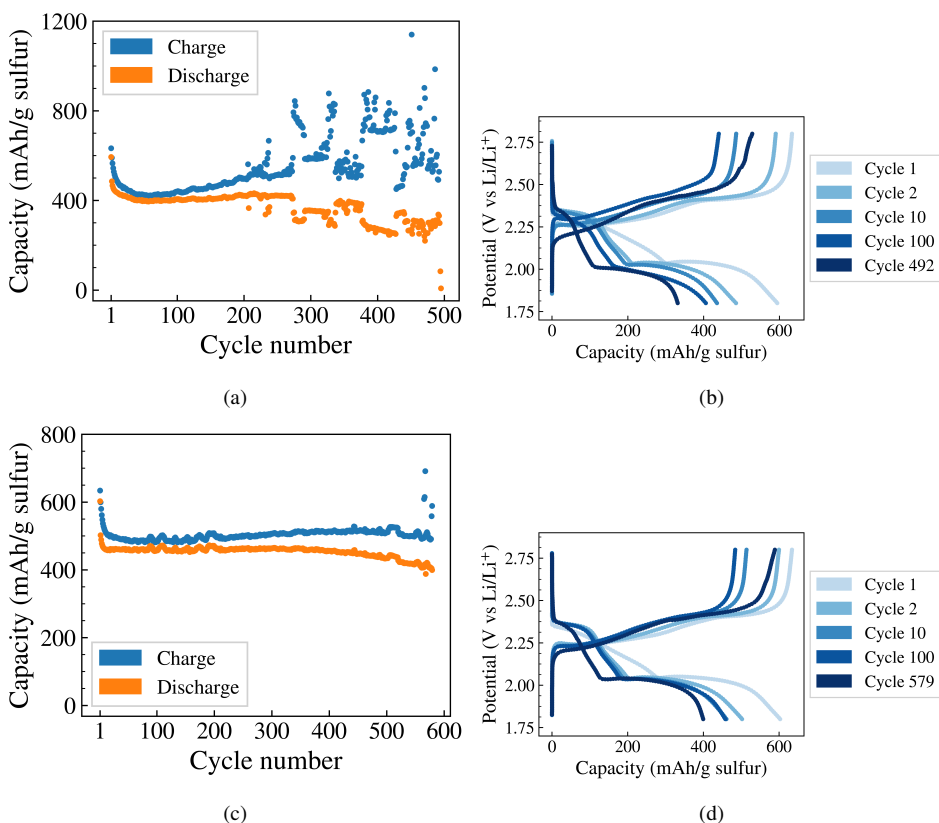 1200
800
400
0
Capacity (mAh/g sulfur)
Charge
Discharge
1 100 200 300 400 500
Cycle number
(a)
2.75
2.50
2.25
2.00
1.75
Potential (V vs Li/Li⁺)
0 200 400 600
Capacity (mAh/g sulfur)
Cycle 1
Cycle 2
Cycle 10
Cycle 100
Cycle 492
(b)
800
600
400
200
0
Capacity (mAh/g sulfur)
Charge
Discharge
1 100 200 300 400 500 600
Cycle number
(c)
2.75
2.50
2.25
2.00
1.75
Potential (V vs Li/Li⁺)
0 200 400 600
Capacity (mAh/g sulfur)
Cycle 1
Cycle 2
Cycle 10
Cycle 100
Cycle 579
(d)